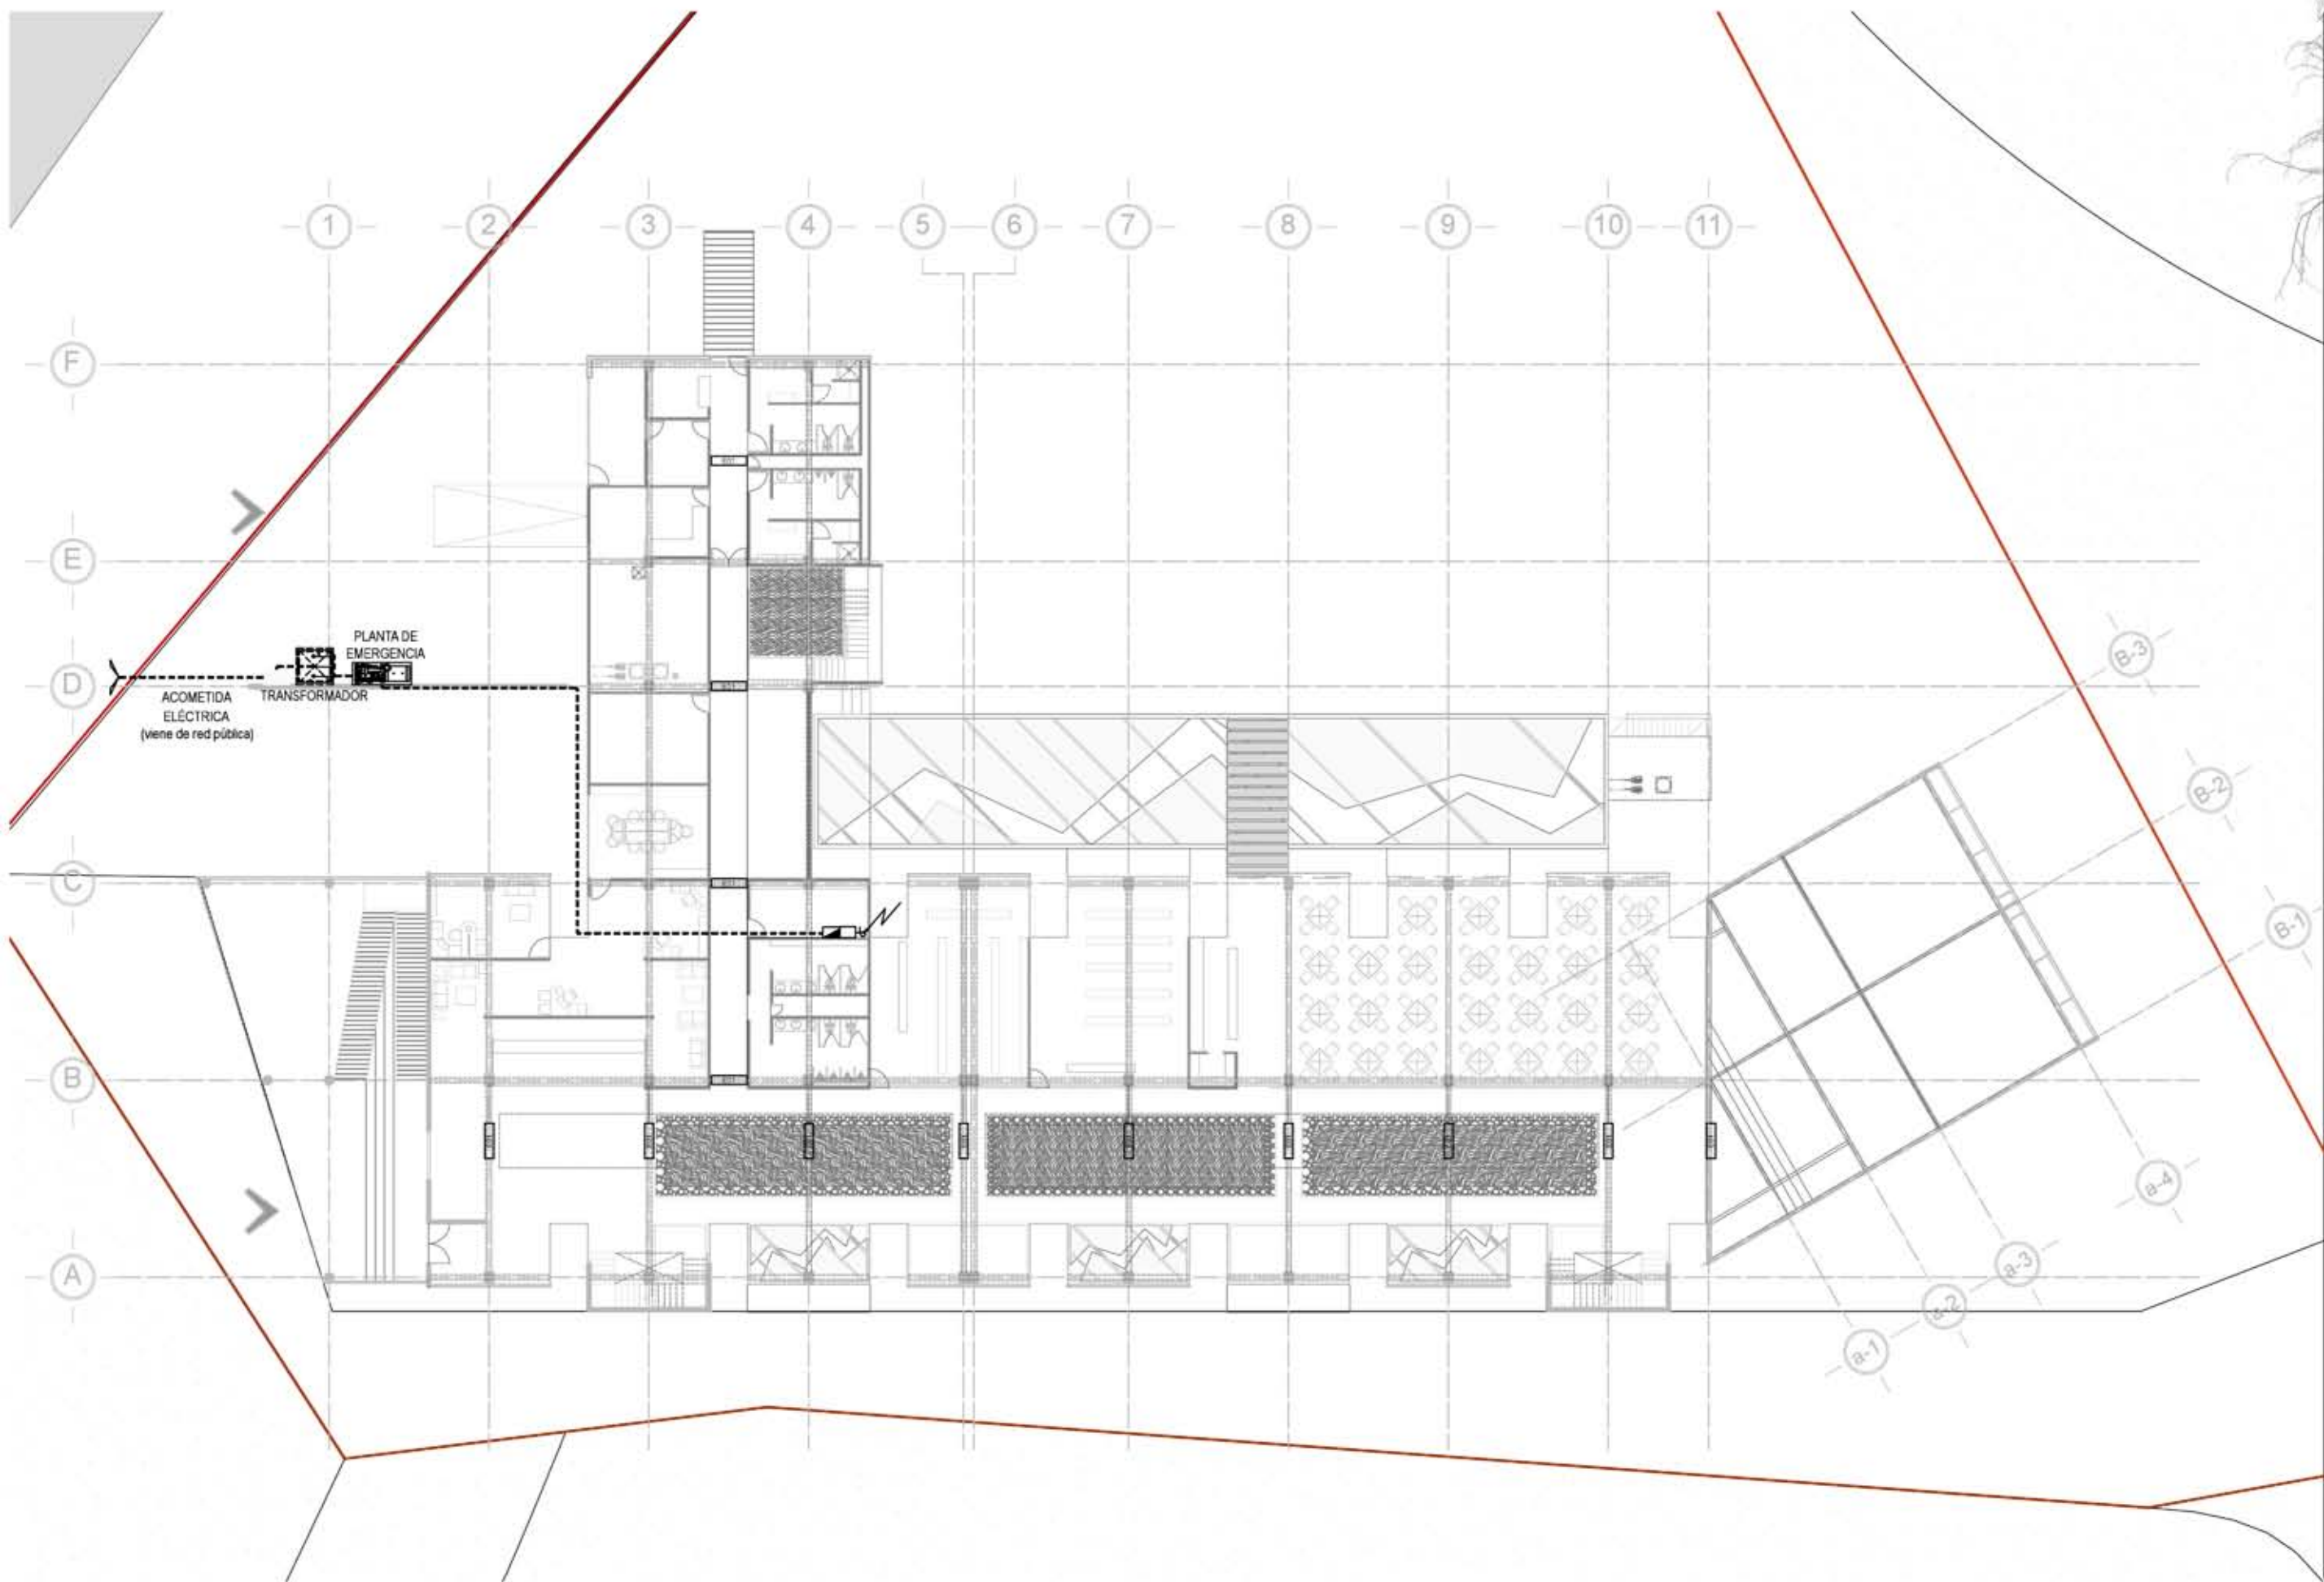 1
2
3
4
5
6
7
8
9
10
11
F
E
PLANTA DE
EMERGENCIA
B-3
D
ACOMETIDA
ELÉCTRICA
(viene de red pública)
TRANSFORMADOR
B-2
C
B-1
B
a-4
A
a-3
a-2
a-1